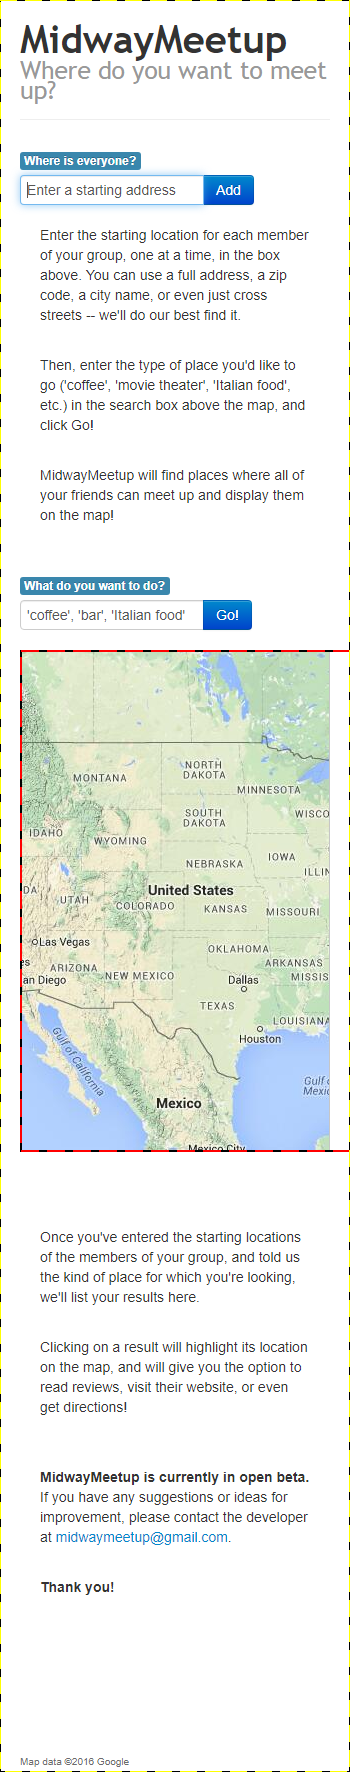 MidwayMeetup
Where do you want to meet
up?
Where is everyone?
Enter a starting address
Add
Enter the starting location for each member
of your group, one at a time, in the box
above. You can use a full address, a zip
code, a city name, or even just cross
streets -- we'll do our best find it.
Then, enter the type of place you'd like to
go ('coffee', 'movie theater', 'Italian food',
etc.) in the search box above the map, and
click Go!
MidwayMeetup will find places where all of
your friends can meet up and display them
on the map!
What do you want to do?
'coffee', 'bar', 'Italian food'
Go!
MONTANA
NORTH
DAKOTA
MINNESOTA
SOUTH
DAKOTA
WISCO
IDAHO
WYOMING
IOWA
NEBRASKA
ILLIN
DA
UTAH
United States
COLORADO
KANSAS
MISSOURI
Las Vegas
OKLAHOMA
es
ARIZONA
NEW MEXICO
ARKANSAS
an Diego
Dallas
MISSIS
TEXAS
LOUISIANA
Houston
Gulf of California
Gulf o
Mexic
Mexico
Mexico City
Once you've entered the starting locations
of the members of your group, and told us
the kind of place for which you're looking,
we'll list your results here.
Clicking on a result will highlight its location
on the map, and will give you the option to
read reviews, visit their website, or even
get directions!
MidwayMeetup is currently in open beta.
If you have any suggestions or ideas for
improvement, please contact the developer
at midwaymeetup@gmail.com.
Thank you!
Map data ©2016 Google